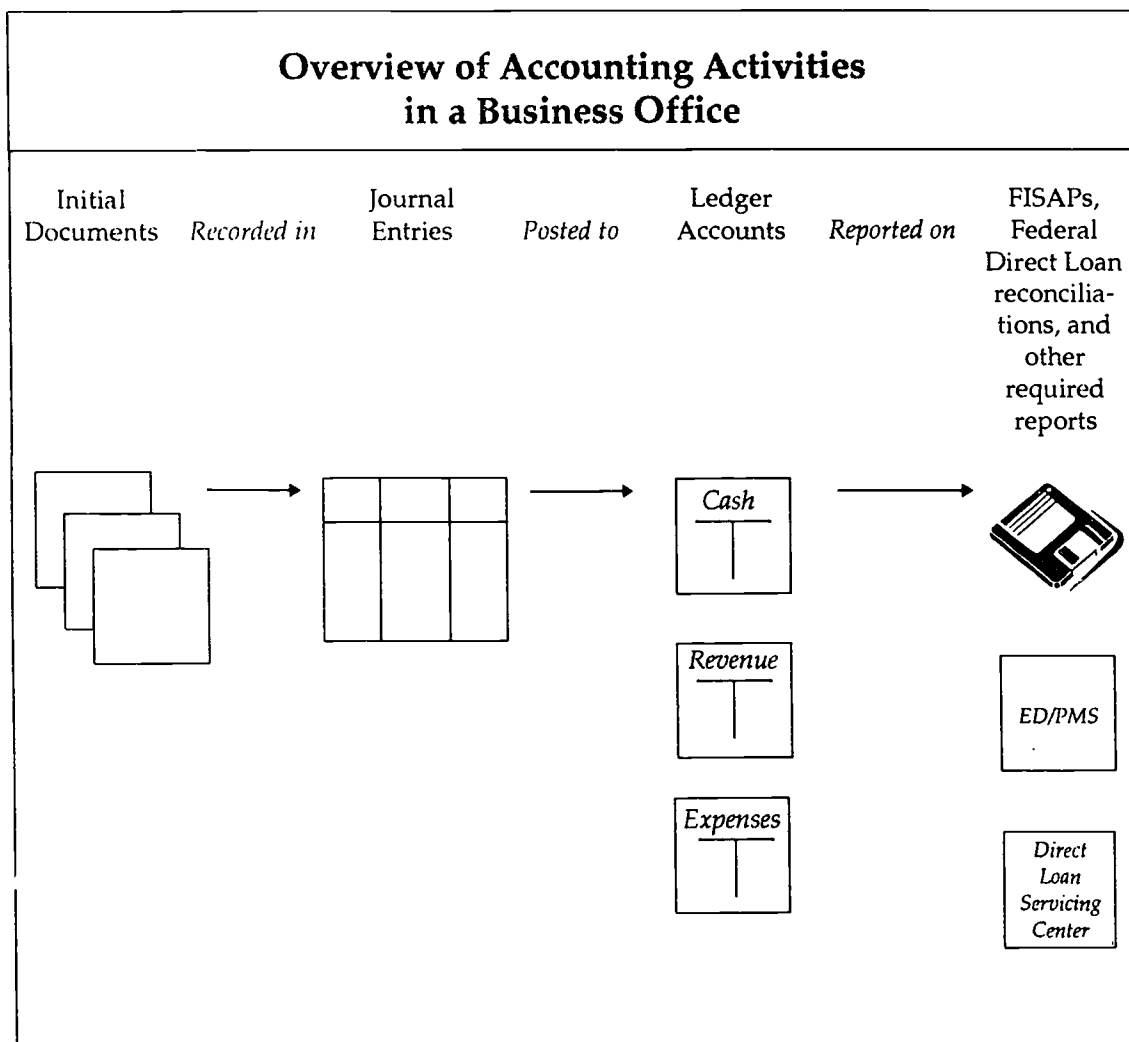 Overview of Accounting Activities
in a Business Office
Initial
Documents
Recorded in
Journal
Entries
Posted to
Ledger
Accounts
Reported on
FISAPs,
Federal
Direct Loan
reconcilia-
tions, and
other
required
reports
Cash
Revenue
Expenses
ED/PMS
Direct
Loan
Servicing
Center